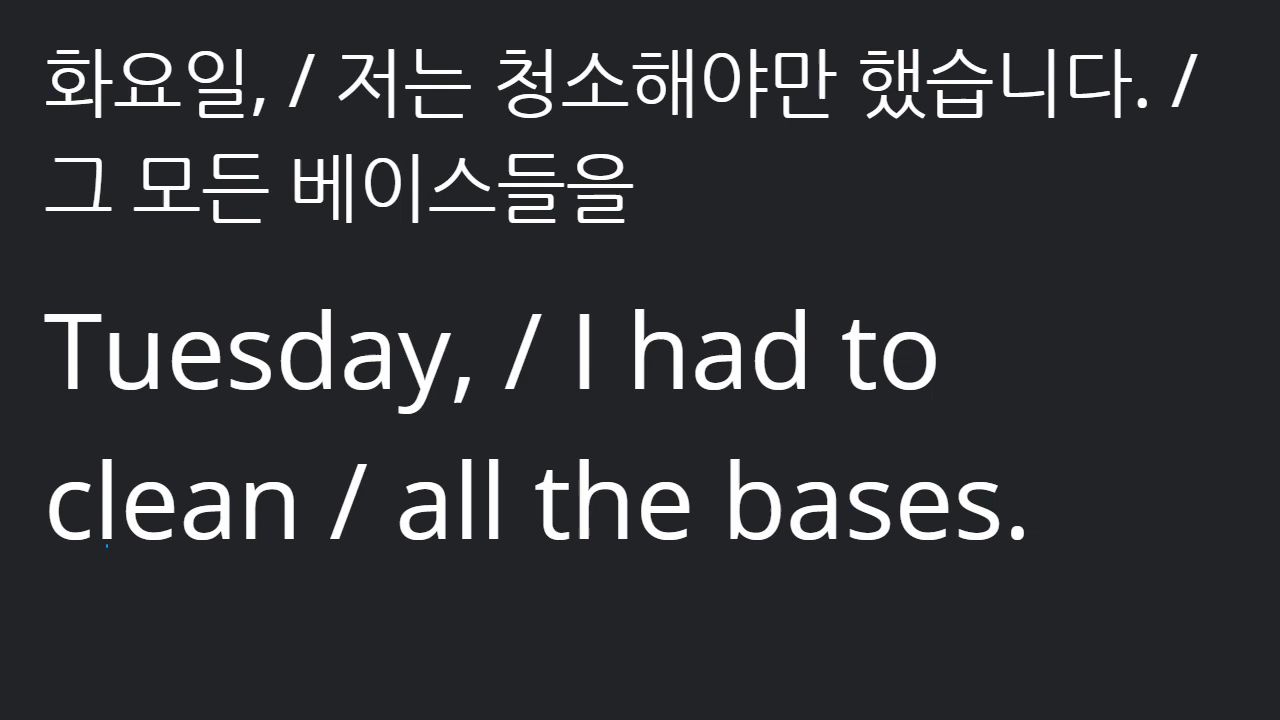 화요일, / 저는 청소해야만 했습니다. /
그 모든 베이스들을
Tuesday, / I had to
clean / all the bases.